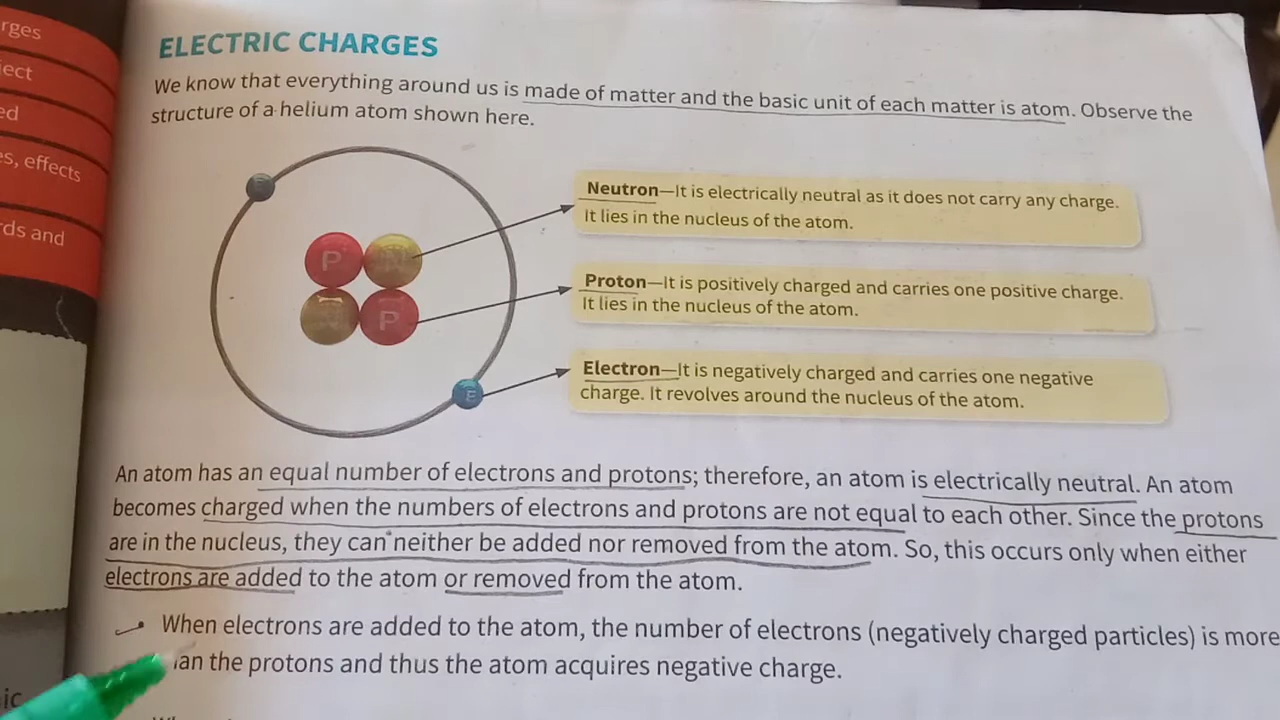 rges
ect
ed
s, effects
ds and
ic
ELECTRIC CHARGES
We know that everything around us is made of matter and the basic unit of each matter is atom. Observe the
structure of a helium atom shown here.
E
P N
N P
E
Neutron—It is electrically neutral as it does not carry any charge.
It lies in the nucleus of the atom.
Proton—It is positively charged and carries one positive charge.
It lies in the nucleus of the atom.
Electron—It is negatively charged and carries one negative
charge. It revolves around the nucleus of the atom.
An atom has an equal number of electrons and protons; therefore, an atom is electrically neutral. An atom
becomes charged when the numbers of electrons and protons are not equal to each other. Since the protons
are in the nucleus, they can neither be added nor removed from the atom. So, this occurs only when either
electrons are added to the atom or removed from the atom.
When electrons are added to the atom, the number of electrons (negatively charged particles) is more
an the protons and thus the atom acquires negative charge.